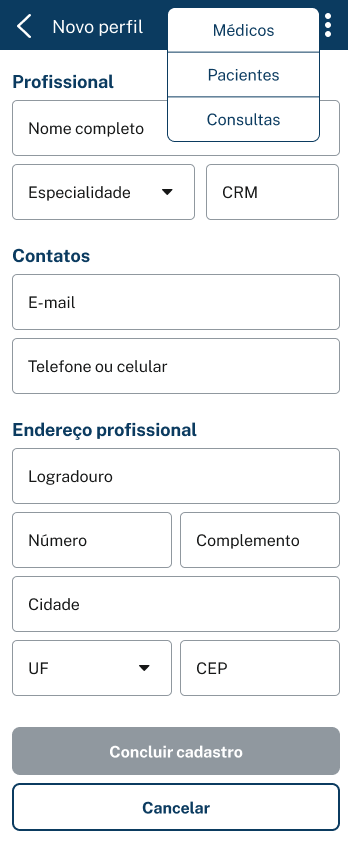 Novo perfil
Médicos
Pacientes
Consultas
Profissional
Nome completo
Especialidade
CRM
Contatos
E-mail
Telefone ou celular
Endereço profissional
Logradouro
Número
Complemento
Cidade
UF
CEP
Concluir cadastro
Cancelar